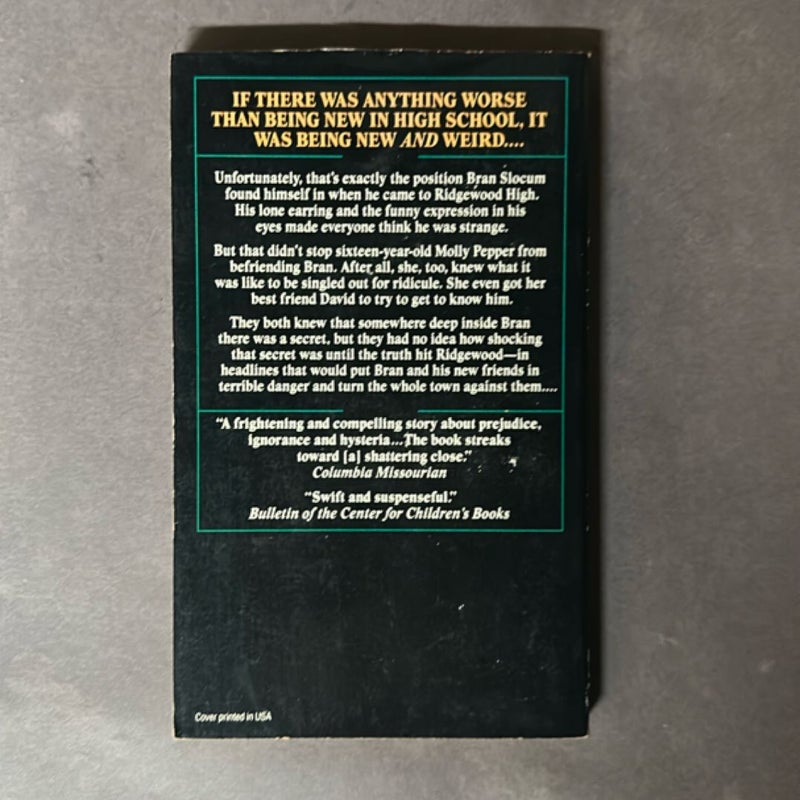 IF THERE WAS ANYTHING WORSE
THAN BEING NEW IN HIGH SCHOOL, IT
WAS BEING NEW AND WEIRD....
Unfortunately, that's exactly the position Bran Slocum
found himself in when he came to Ridgewood High.
His lone earring and the funny expression in his
eyes made everyone think he was strange.
But that didn't stop sixteen-year-old Molly Pepper from
befriending Bran. After all, she, too, knew what it
was like to be singled out for ridicule. She even got her
best friend David to try to get to know him.
They both knew that somewhere deep inside Bran
there was a secret, but they had no idea how shocking
that secret was until the truth hit Ridgewood—in
headlines that would put Bran and his new friends in
terrible danger and turn the whole town against them....
"A frightening and compelling story about prejudice,
ignorance and hysteria...The book streaks
toward [a] shattering close."
Columbia Missourian
"Swift and suspenseful."
Bulletin of the Center for Children's Books
Cover printed in USA